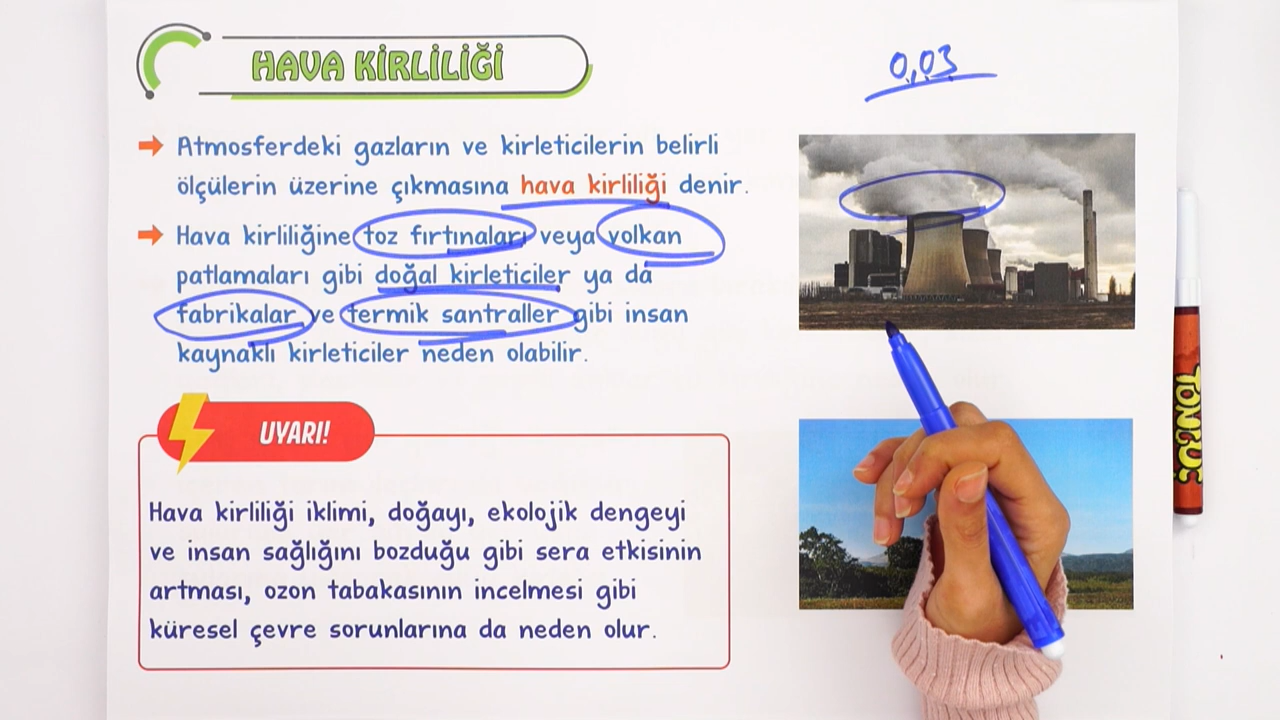 HAVA KİRLİLİĞİ
0,03
Atmosferdeki gazların ve kirleticilerin belirli
ölçülerin üzerine çıkmasına hava kirliliği denir.
Hava kirliliğine toz fırtınaları veya volkan
patlamaları gibi doğal kirleticiler ya da
fabrikalar ve termik santraller gibi insan
kaynaklı kirleticiler neden olabilir.
UYARI!
Hava kirliliği iklimi, doğayı, ekolojik dengeyi
ve insan sağlığını bozduğu gibi sera etkisinin
artması, ozon tabakasının incelmesi gibi
küresel çevre sorunlarına da neden olur.
TONGUÇ